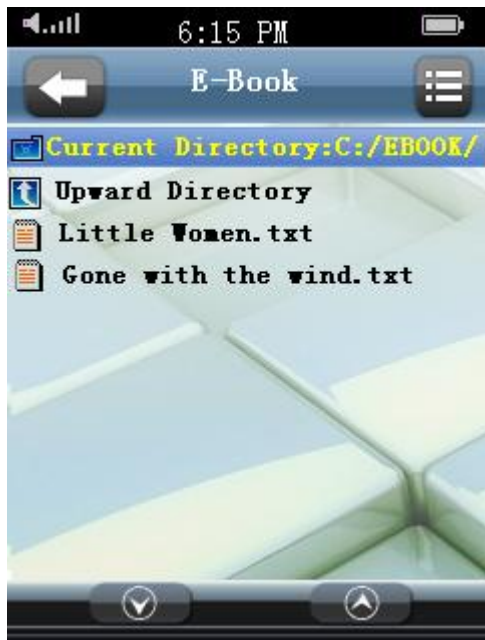 6:15 PM
E-Book
Current Directory:C:/EBOOK/
Upward Directory
Little Women.txt
Gone with the wind.txt